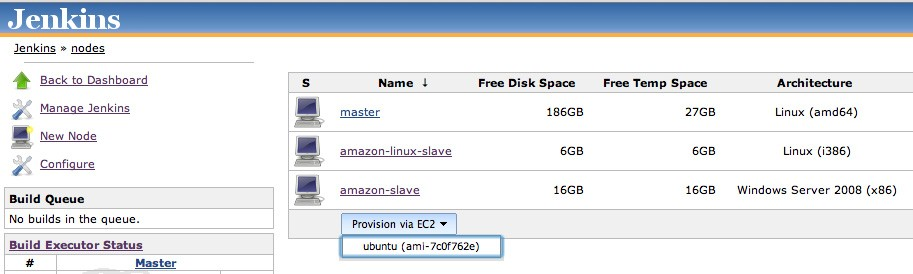 Jenkins
Jenkins » nodes
Back to Dashboard
Manage Jenkins
New Node
Configure
Build Queue
No builds in the queue.
Build Executor Status
# Master
S Name ↓ Free Disk Space Free Temp Space Architecture
master 186GB 27GB Linux (amd64)
amazon-linux-slave 6GB 6GB Linux (i386)
amazon-slave 16GB 16GB Windows Server 2008 (x86)
Provision via EC2
ubuntu (ami-7c0f762e)